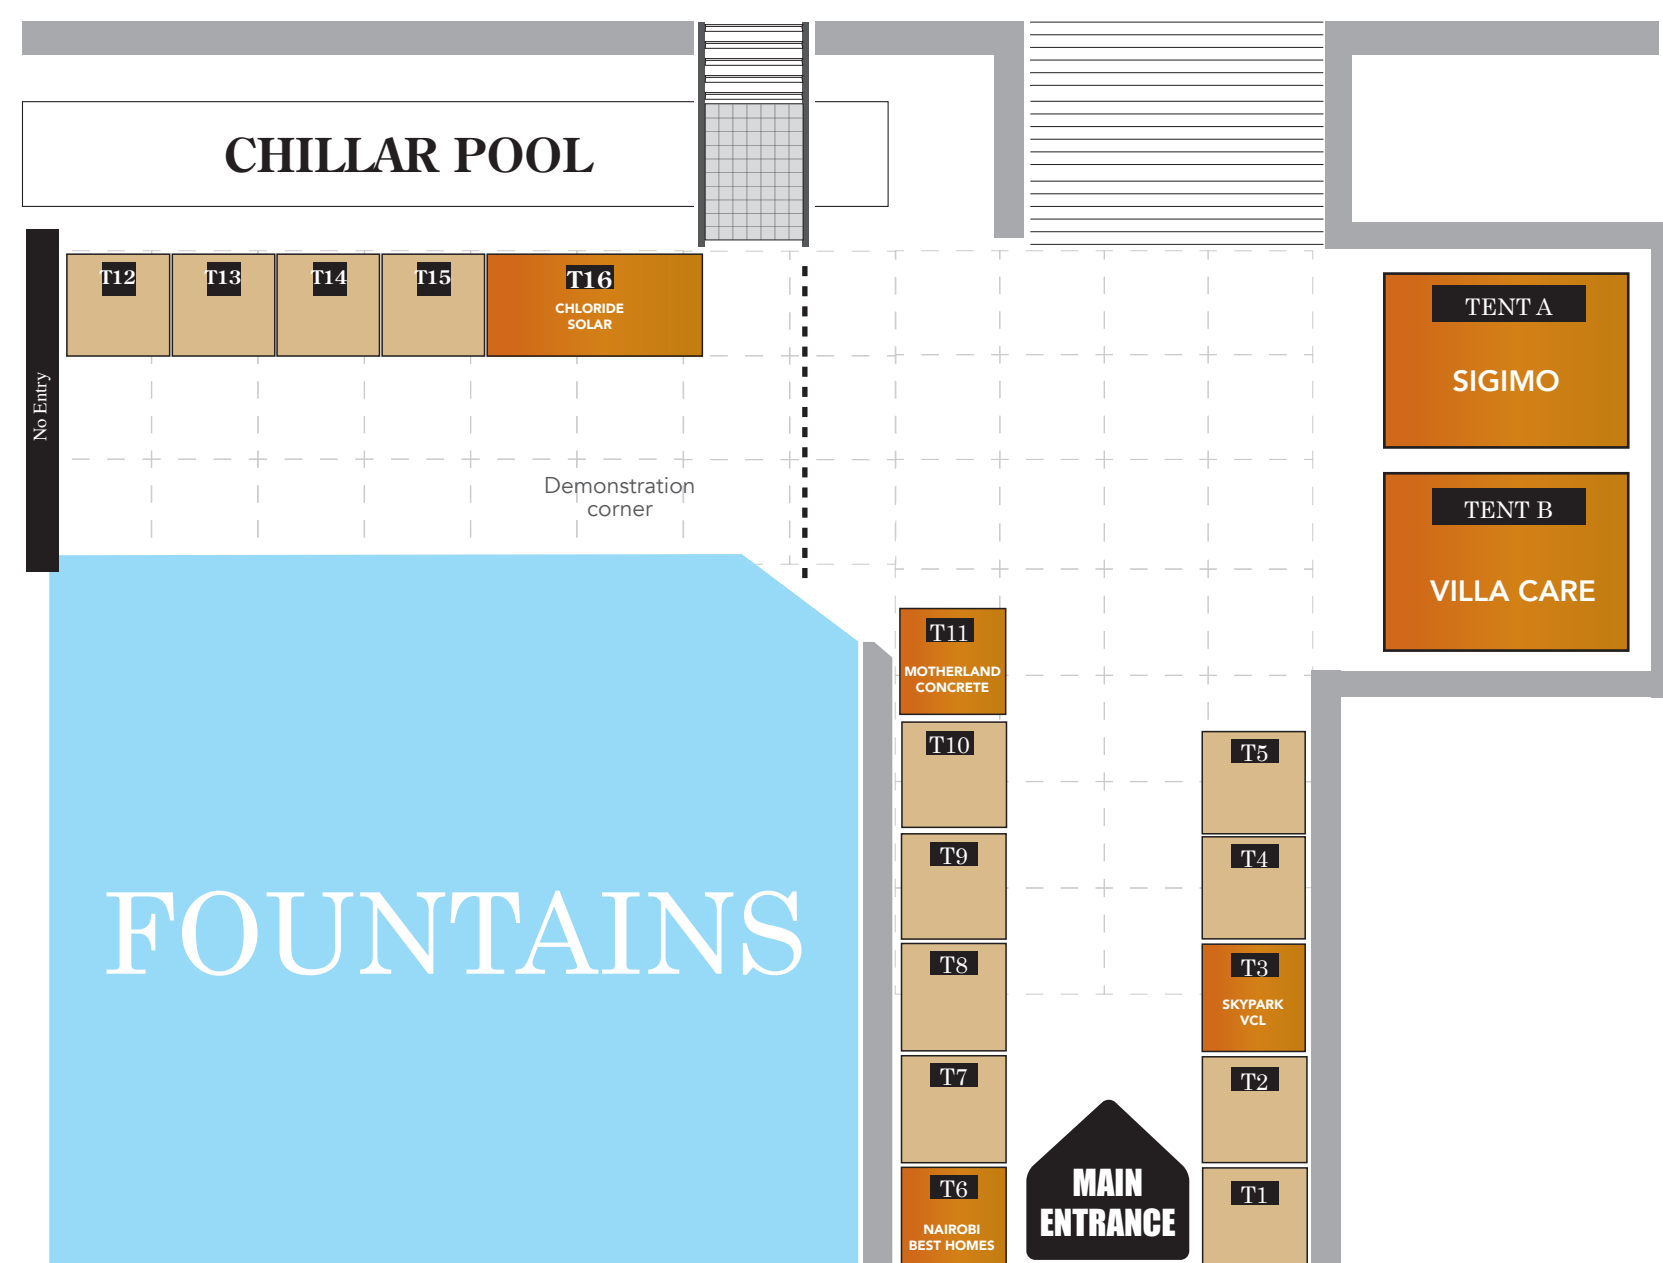 CHILLAR POOL
No Entry
T12
T13
T14
T15
T16
CHLORIDE
SOLAR
TENT A
SIGIMO
TENT B
VILLA CARE
Demonstration
corner
FOUNTAINS
T11
MOTHERLAND
CONCRETE
T10
T9
T8
T7
T6
NAIROBI
BEST HOMES
MAIN
ENTRANCE
T5
T4
T3
SKYPARK
VCL
T2
T1